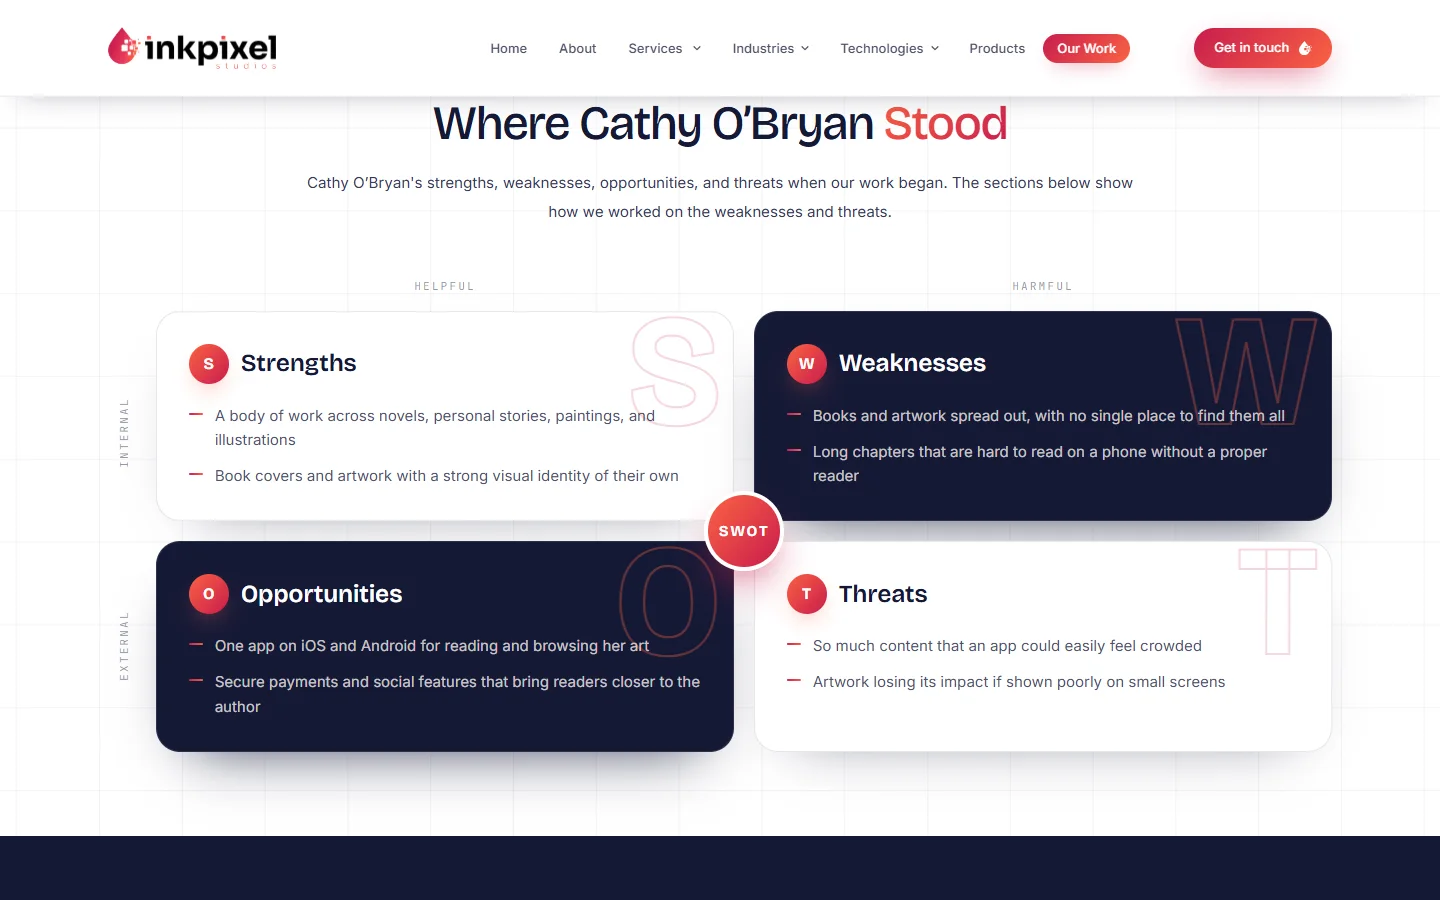 inkpixel
studios
Home About Services Industries Technologies Products Our Work Get in touch
Where Cathy O’Bryan Stood
Cathy O’Bryan's strengths, weaknesses, opportunities, and threats when our work began. The sections below show
how we worked on the weaknesses and threats.
HELPFUL
HARMFUL
INTERNAL
S
S Strengths
A body of work across novels, personal stories, paintings, and
illustrations
Book covers and artwork with a strong visual identity of their own
W
W Weaknesses
Books and artwork spread out, with no single place to find them all
Long chapters that are hard to read on a phone without a proper
reader
SWOT
EXTERNAL
O
O Opportunities
One app on iOS and Android for reading and browsing her art
Secure payments and social features that bring readers closer to the
author
T
T Threats
So much content that an app could easily feel crowded
Artwork losing its impact if shown poorly on small screens